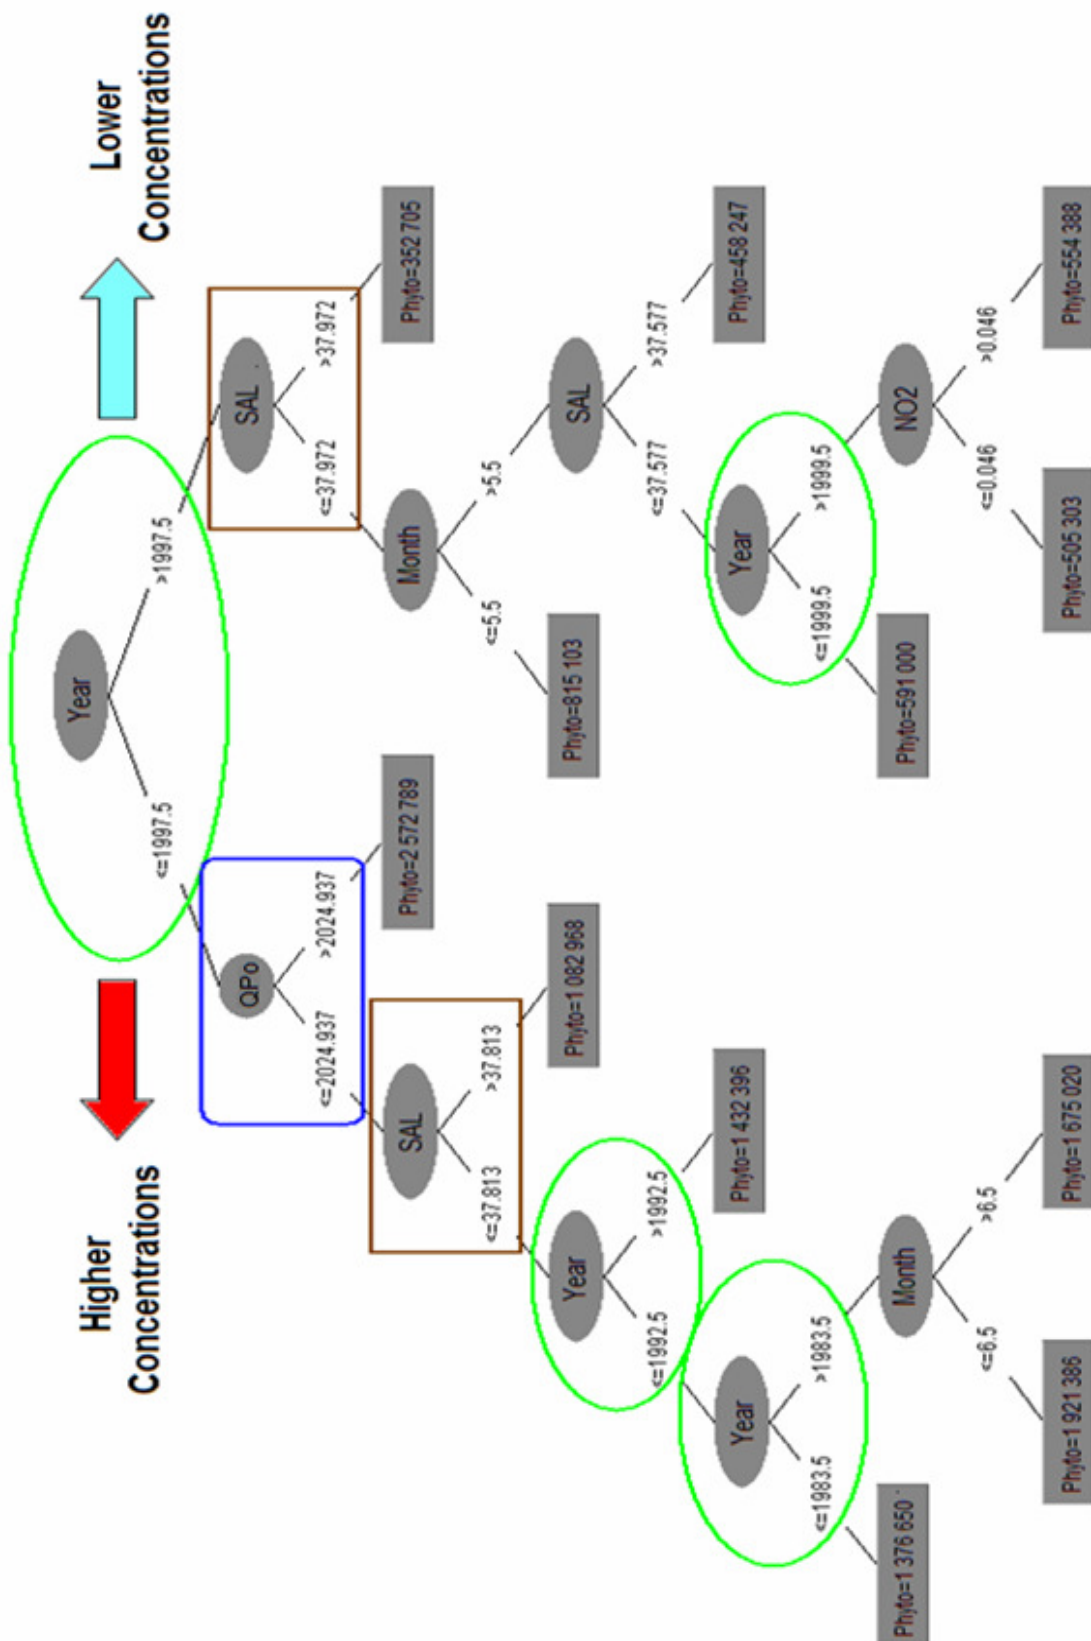 Higher
Concentrations
Lower
Concentrations
Year
<=1997.5
>1997.5
QPo
SAL
<=2024.937
>2024.937
<=37.972
>37.972
SAL
Phyto=2 572 789
Month
Phyto=352 705
<=37.813
>37.813
<=5.5
>5.5
Year
Phyto=1 082 968
Phyto=815 103
SAL
<=1992.5
>1992.5
<=37.577
>37.577
Year
Phyto=1 432 396
Year
Phyto=458 247
<=1983.5
>1983.5
<=1999.5
>1999.5
Phyto=1 376 650
Month
Phyto=591 000
NO2
<=6.5
>6.5
<=0.046
>0.046
Phyto=1 921 386
Phyto=1 675 020
Phyto=505 303
Phyto=554 388